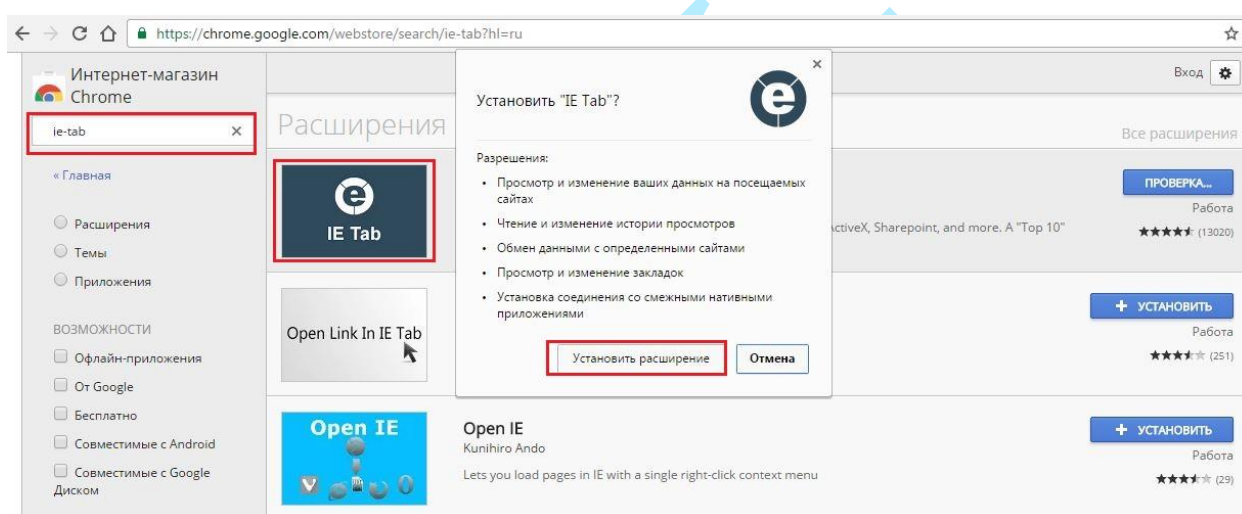 https://chrome.google.com/webstore/search/ie-tab?hl=ru
Интернет-магазин
Chrome
ie-tab
« Главная
Расширения
Темы
Приложения
ВОЗМОЖНОСТИ
Офлайн-приложения
От Google
Бесплатно
Совместимые с Android
Совместимые с Google
Диском
Вход
Расширения
Все расширения
IE Tab
ctiveX, Sharepoint, and more. A "Top 10"
ПРОВЕРКА...
Работа
(13020)
Установить "IE Tab"?
Разрешения:
• Просмотр и изменение ваших данных на посещаемых
сайтах
• Чтение и изменение истории просмотров
• Обмен данными с определенными сайтами
• Просмотр и изменение закладок
• Установка соединения со смежными нативными
приложениями
Установить расширение
Отмена
Open Link In IE Tab
+ УСТАНОВИТЬ
Работа
(251)
Open IE
Open IE
Kunihiro Ando
Lets you load pages in IE with a single right-click context menu
+ УСТАНОВИТЬ
Работа
(29)